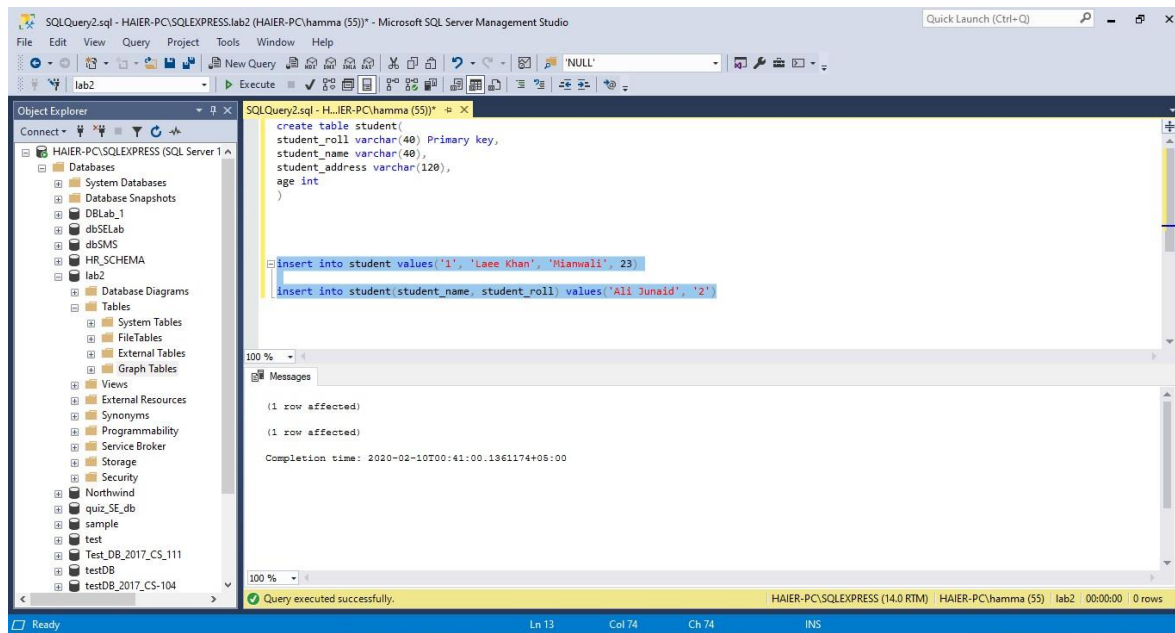 SQLQuery2.sql - HAIER-PC\SQLEXPRESS.lab2 (HAIER-PC\hamma (55))* - Microsoft SQL Server Management Studio
Quick Launch (Ctrl+Q)
File Edit View Query Project Tools Window Help
New Query
'NULL'
lab2
Execute
Object Explorer
Connect
HAIER-PC\SQLEXPRESS (SQL Server 1
Databases
System Databases
Database Snapshots
DBLab_1
dbSELab
dbSMS
HR_SCHEMA
lab2
Database Diagrams
Tables
System Tables
FileTables
External Tables
Graph Tables
Views
External Resources
Synonyms
Programmability
Service Broker
Storage
Security
Northwind
quiz_SE_db
sample
test
Test_DB_2017_CS_111
testDB
testDB_2017_CS-104
SQLQuery2.sql - H...IER-PC\hamma (55))*
create table student(
student_roll varchar(40) Primary key,
student_name varchar(40),
student_address varchar(120),
age int
)
insert into student values('1', 'Laee Khan', 'Mianwali', 23)
insert into student(student_name, student_roll) values('Ali Junaid', '2')
100 %
Messages
(1 row affected)
(1 row affected)
Completion time: 2020-02-10T00:41:00.1361174+05:00
100 %
Query executed successfully.
HAIER-PC\SQLEXPRESS (14.0 RTM) HAIER-PC\hamma (55) lab2 00:00:00 0 rows
Ready Ln 13 Col 74 Ch 74 INS